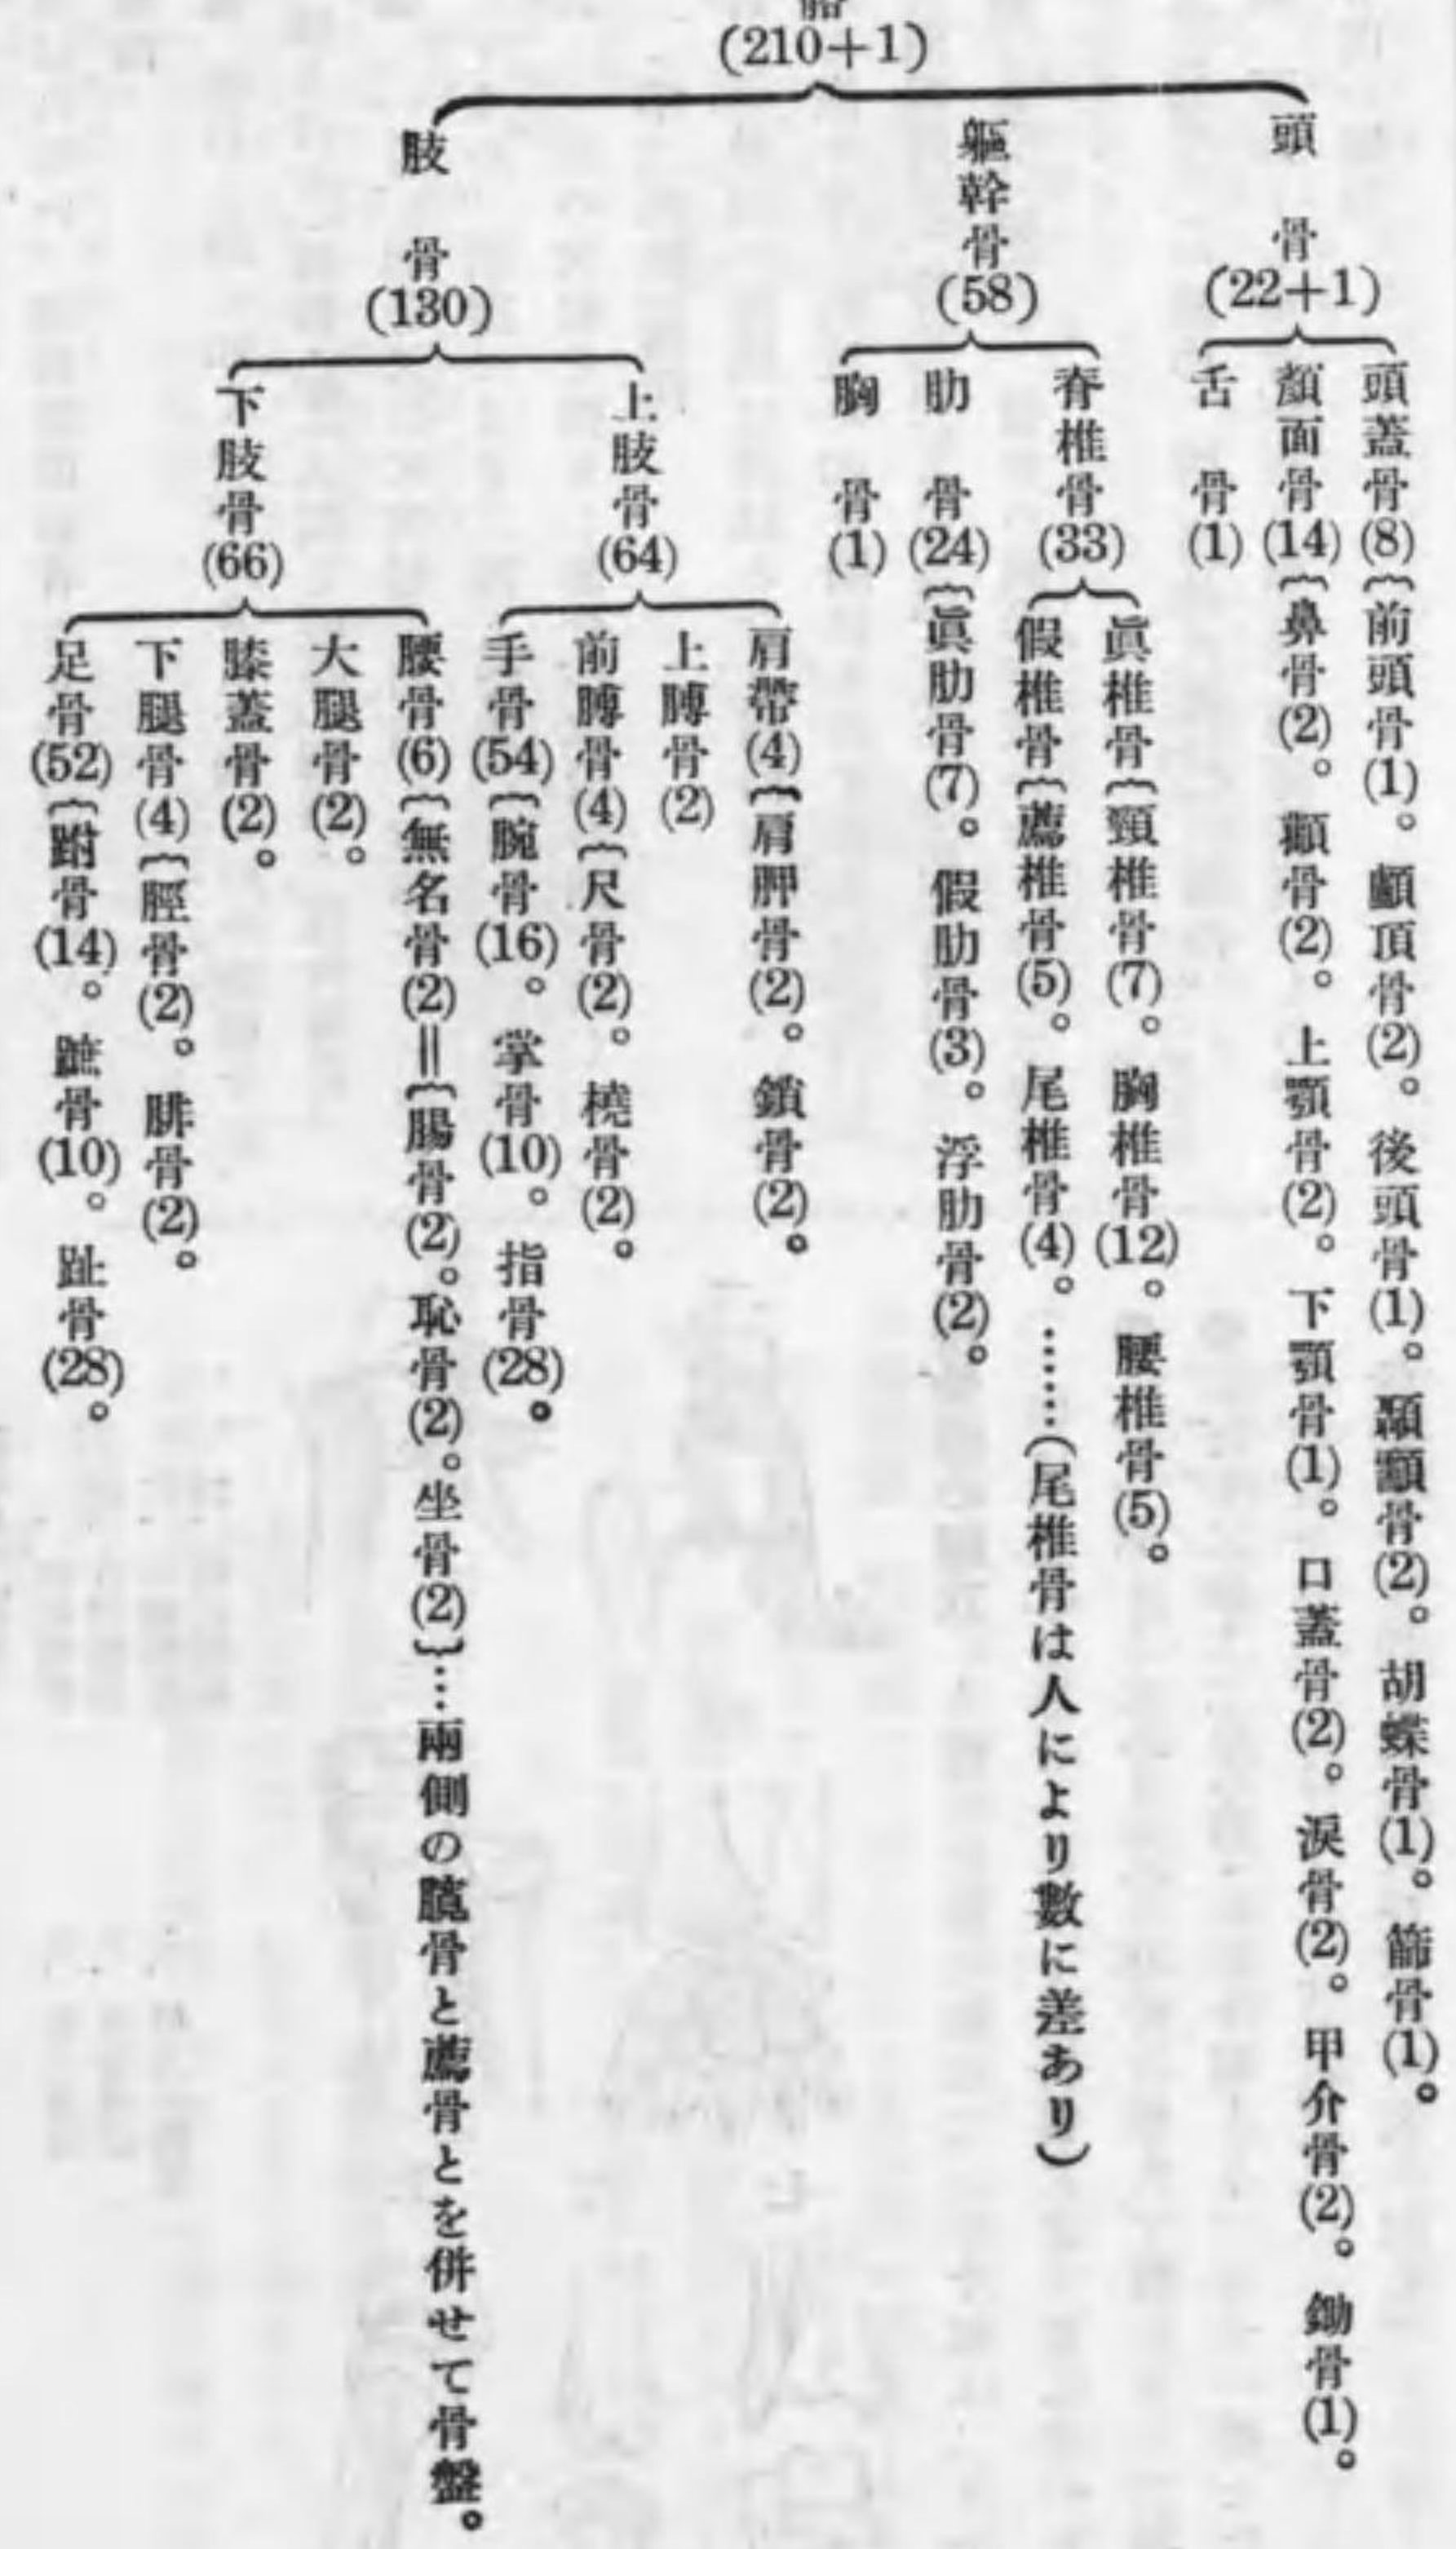 (210+1)
頭骨(22+1)
頭蓋骨(8){前頭骨(1)。顱頂骨(2)。後頭骨(1)。顳顬骨(2)。胡蝶骨(1)。篩骨(1)。
顏面骨(14){鼻骨(2)。顴骨(2)。上顎骨(2)。下顎骨(1)。口蓋骨(2)。涙骨(2)。甲介骨(2)。鋤骨(1)。
舌骨(1)
軀幹骨(58)
脊椎骨(33)
眞椎骨{頸椎骨(7)。胸椎骨(12)。腰椎骨(5)。
假椎骨{薦椎骨(5)。尾椎骨(4)。……(尾椎骨は人により數に差あり)
肋骨(24){眞肋骨(7)。假肋骨(3)。浮肋骨(2)。
胸骨(1)
肢骨(130)
上肢骨(64)
肩帶(4){肩胛骨(2)。鎖骨(2)。
上膊骨(2)
前膊骨(4){尺骨(2)。橈骨(2)。
手骨(54){腕骨(16)。掌骨(10)。指骨(28)。
下肢骨(66)
腰骨(6){無名骨(2)＝{腸骨(2)。恥骨(2)。坐骨(2)}…兩側の骨と薦骨とを併せて骨盤。
大腿骨(2)。
膝蓋骨(2)。
下腿骨(4){脛骨(2)。腓骨(2)。
足骨(52){跗骨(14)。蹠骨(10)。趾骨(28)。